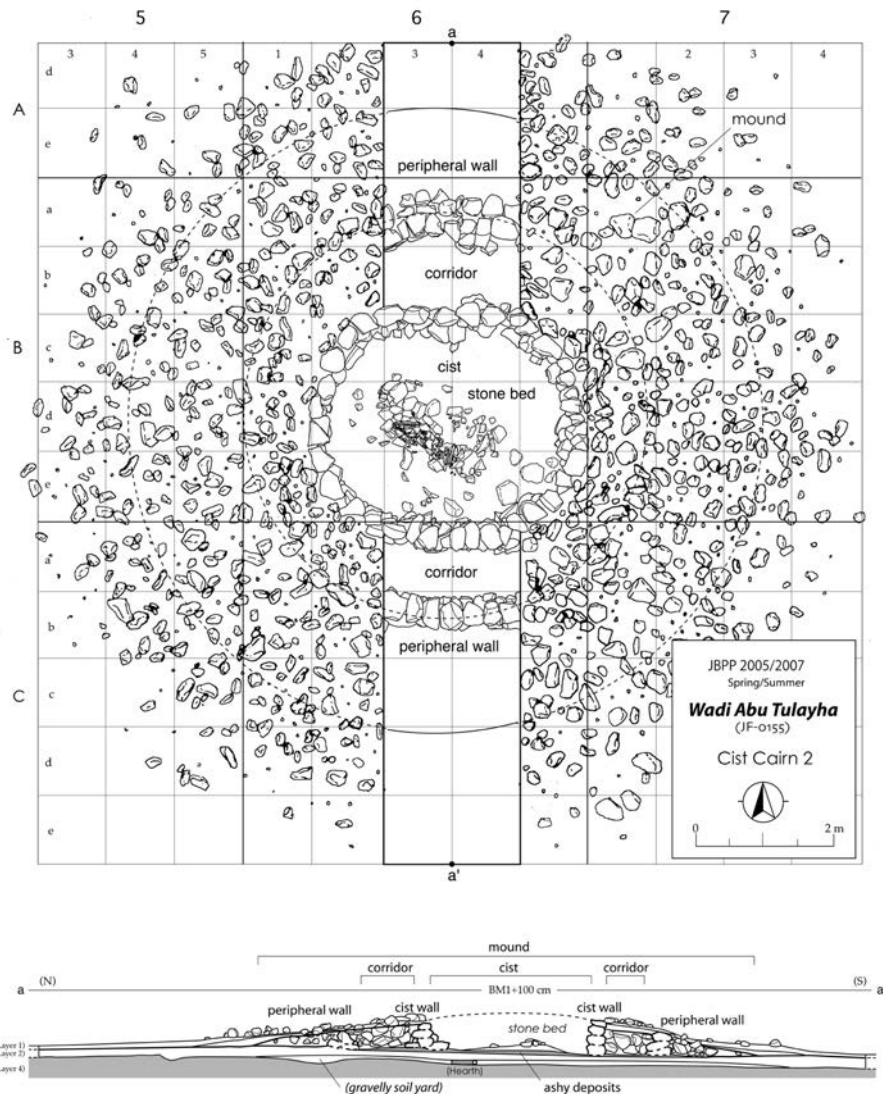 5 6 7
a
3 4 5 1 2 3 4 5 1 2 3 4
d
A
e
mound
peripheral wall
a
b
corridor
B
c
cist
d
stone bed
e
a
corridor
b
peripheral wall
C
c
d
e
a'
JBPP 2005/2007
Spring/Summer
Wadi Abu Tulayha
(JF-0155)
Cist Cairn 2
0 2 m
mound
corridor cist corridor
a (N) BM1+100 cm (S) a
peripheral wall cist wall cist wall peripheral wall
stone bed
Layer 1)
Layer 2)
Layer 4)
(Hearth)
(gravelly soil yard) ashy deposits